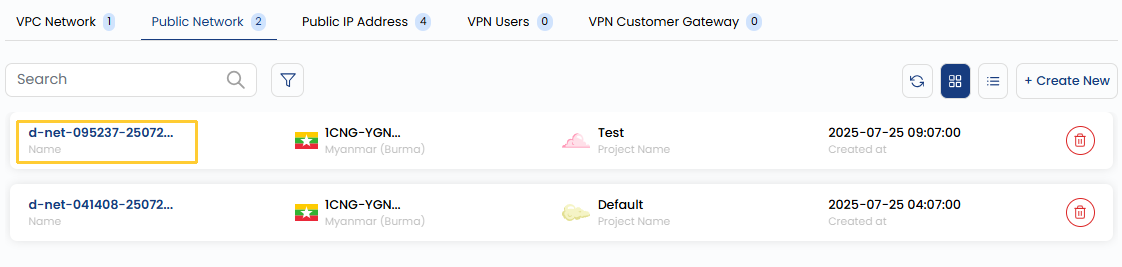 VPC Network 1 Public Network 2 Public IP Address 4 VPN Users 0 VPN Customer Gateway 0
Search + Create New
d-net-095237-25072... 1CNG-YGN... Test 2025-07-25 09:07:00
Name Myanmar (Burma) Project Name Created at
d-net-041408-25072... 1CNG-YGN... Default 2025-07-25 04:07:00
Name Myanmar (Burma) Project Name Created at